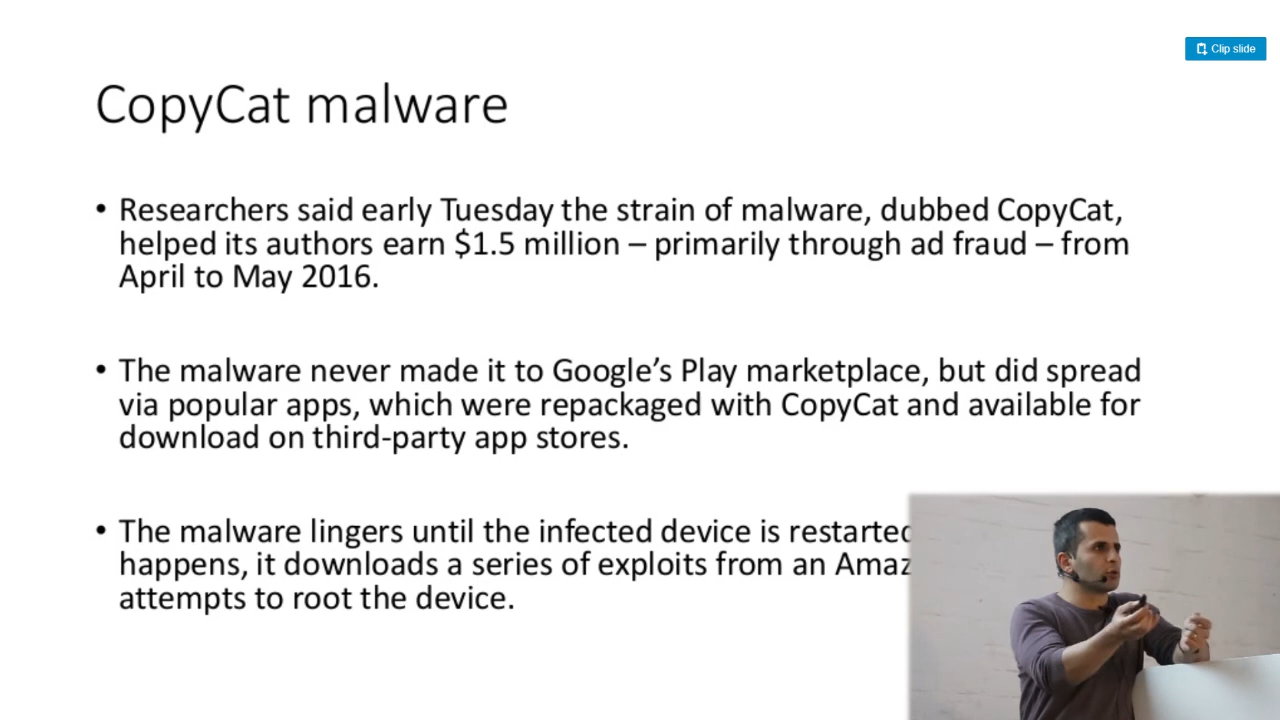 Clip slide
CopyCat malware
• Researchers said early Tuesday the strain of malware, dubbed CopyCat,
helped its authors earn $1.5 million – primarily through ad fraud – from
April to May 2016.
• The malware never made it to Google’s Play marketplace, but did spread
via popular apps, which were repackaged with CopyCat and available for
download on third-party app stores.
• The malware lingers until the infected device is restarted
happens, it downloads a series of exploits from an Amaz
attempts to root the device.